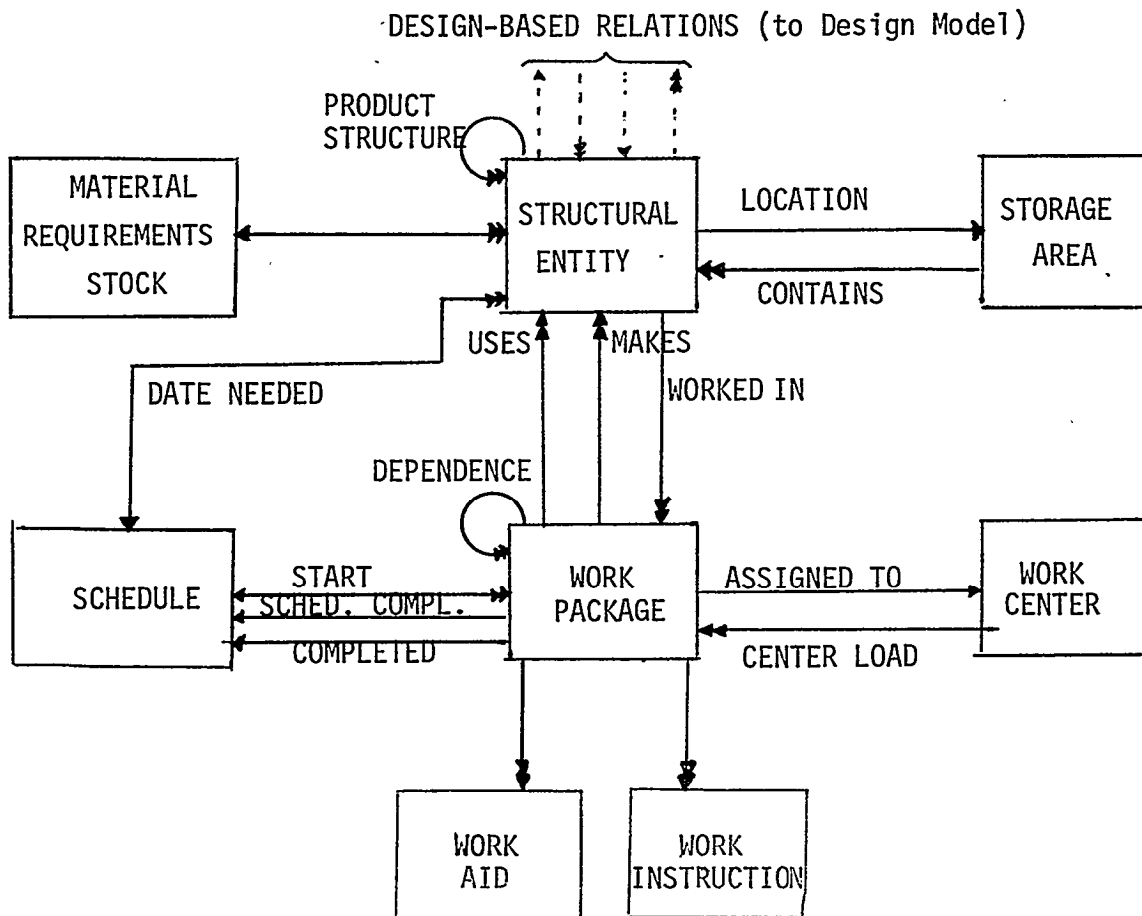 DESIGN-BASED RELATIONS (to Design Model)
PRODUCT
STRUCTURE
MATERIAL
REQUIREMENTS
STOCK
STRUCTURAL
ENTITY
LOCATION
CONTAINS
STORAGE
AREA
USES
MAKES
WORKED IN
DATE NEEDED
DEPENDENCE
SCHEDULE
START
SCHED. COMPL.
COMPLETED
WORK
PACKAGE
ASSIGNED TO
CENTER LOAD
WORK
CENTER
WORK
AID
WORK
INSTRUCTION